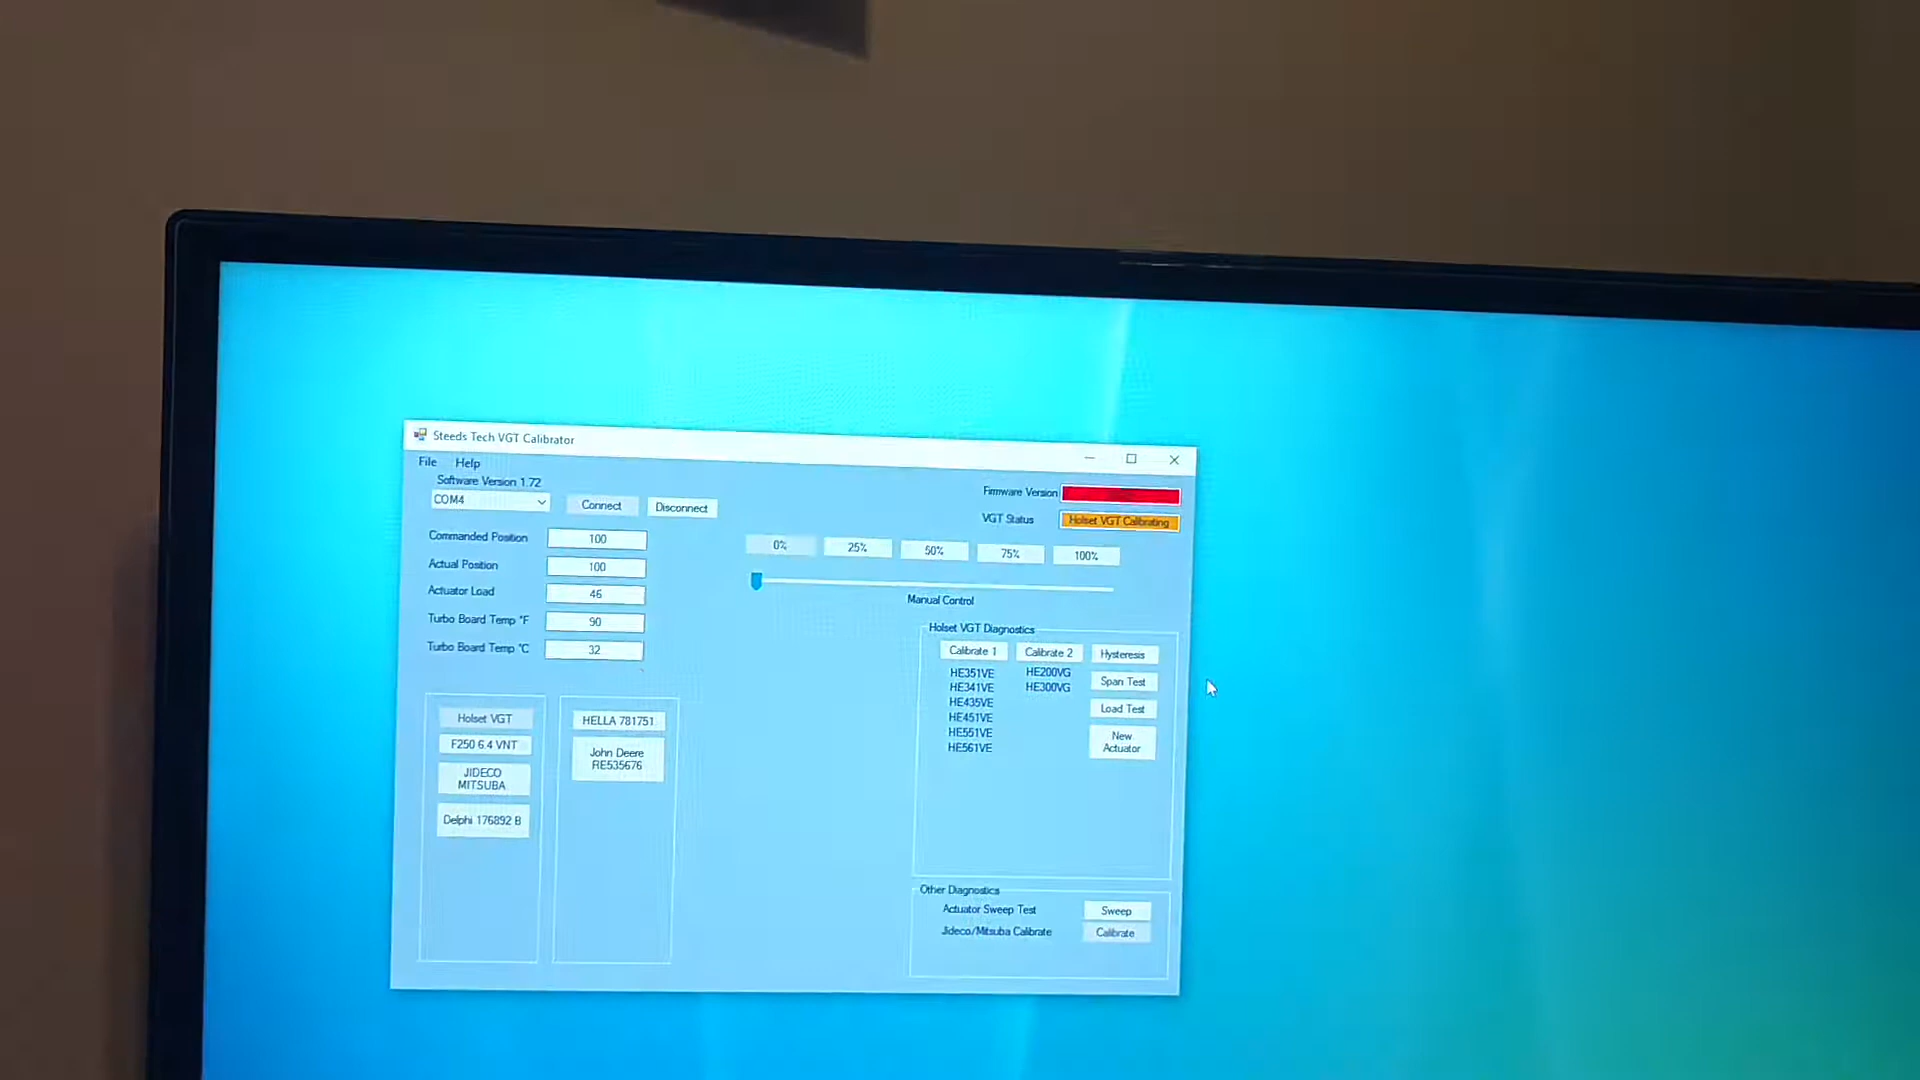 Steeds Tech VGT Calibrator
File Help
Software Version 1.72
COM4
Connect
Disconnect
Firmware Version
VGT Status
Holset VGT Calibrating
Commanded Position 100
Actual Position 100
Actuator Load 46
Turbo Board Temp °F 90
Turbo Board Temp °C 32
0% 25% 50% 75% 100%
Manual Control
Holset VGT Diagnostics
Calibrate 1
HE351VE
HE341VE
HE435VE
HE451VE
HE551VE
HE561VE
Calibrate 2
HE200VG
HE300VG
Hysteresis
Span Test
Load Test
New
Actuator
Holset VGT
F250 6.4 VNT
JIDECO
MITSUBA
Delphi 176892 B
HELLA 781751
John Deere
RE535676
Other Diagnostics
Actuator Sweep Test Sweep
Jideco/Mitsuba Calibrate Calibrate